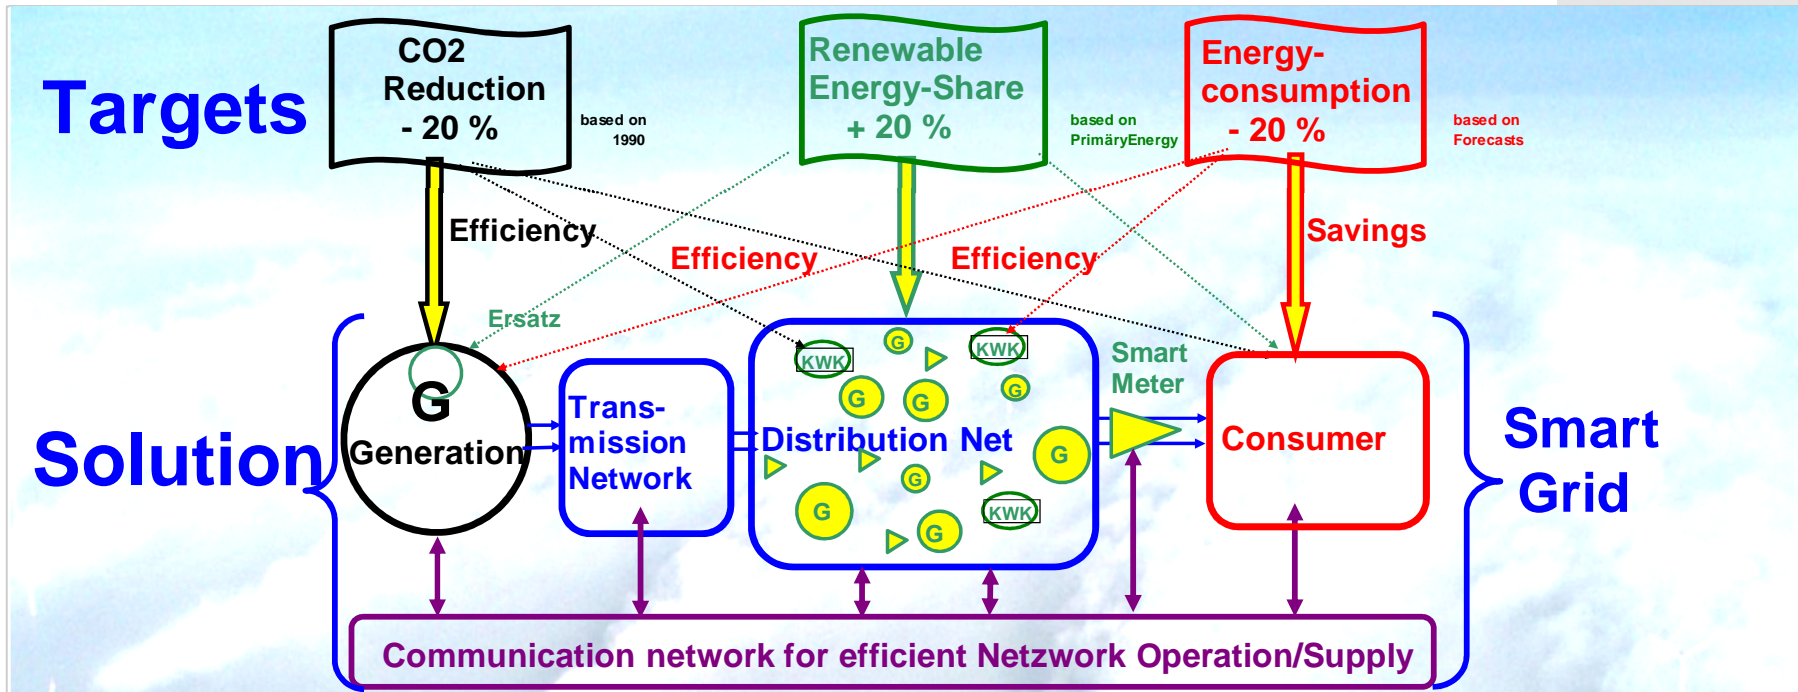 Targets
CO2
Reduction
- 20 %
based on
1990
Renewable
Energy-Share
+ 20 %
based on
PrimäryEnergy
Energy-
consumption
- 20 %
based on
Forecasts
Efficiency
Efficiency
Efficiency
Savings
Ersatz
Solution
G
Generation
Trans-
mission
Network
KWK
G
KWK
G
G
G
Distribution Net
G
G
G
G
KWK
Smart
Meter
Consumer
Smart
Grid
Communication network for efficient Netzwork Operation/Supply